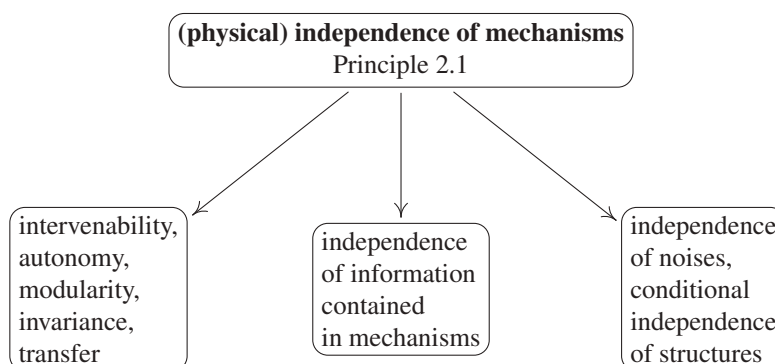 (physical) independence of mechanisms
Principle 2.1
intervenability,
autonomy,
modularity,
invariance,
transfer
independence
of information
contained
in mechanisms
independence
of noises,
conditional
independence
of structures